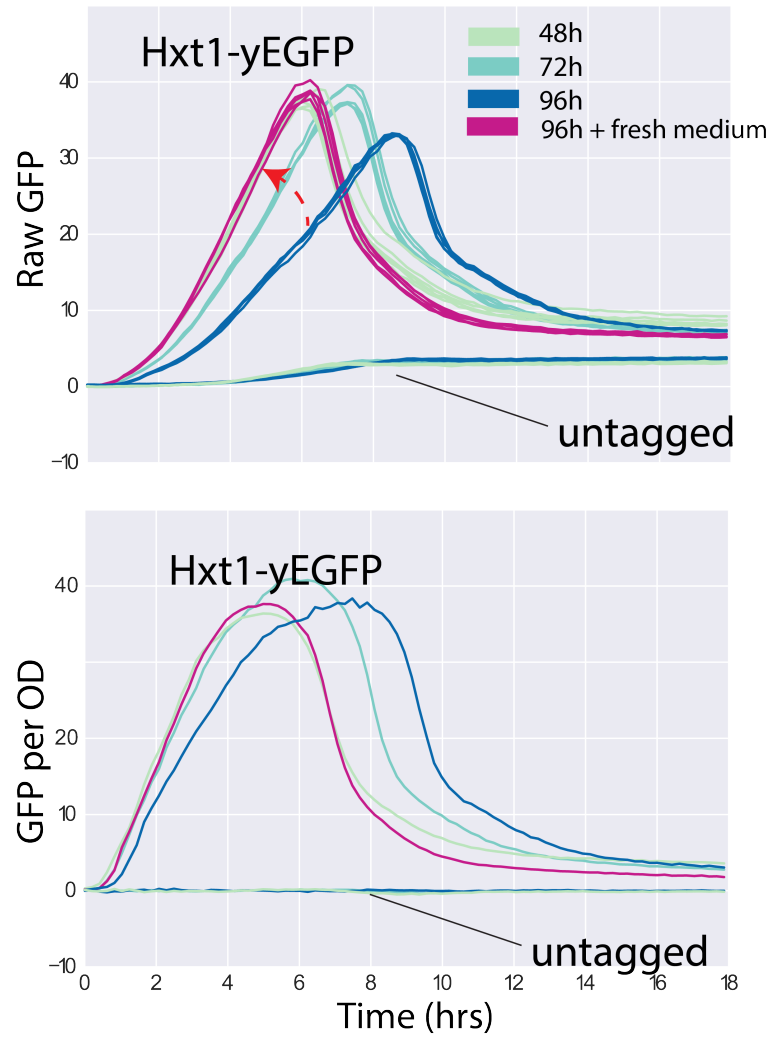 Hxt1-yEGFP
48h
72h
96h
96h + fresh medium
40
30
20
10
0
−10
Raw GFP
untagged
Hxt1-yEGFP
40
20
10
0
−10
GFP per OD
untagged
0 2 4 6 8 10 12 14 16 18
Time (hrs)